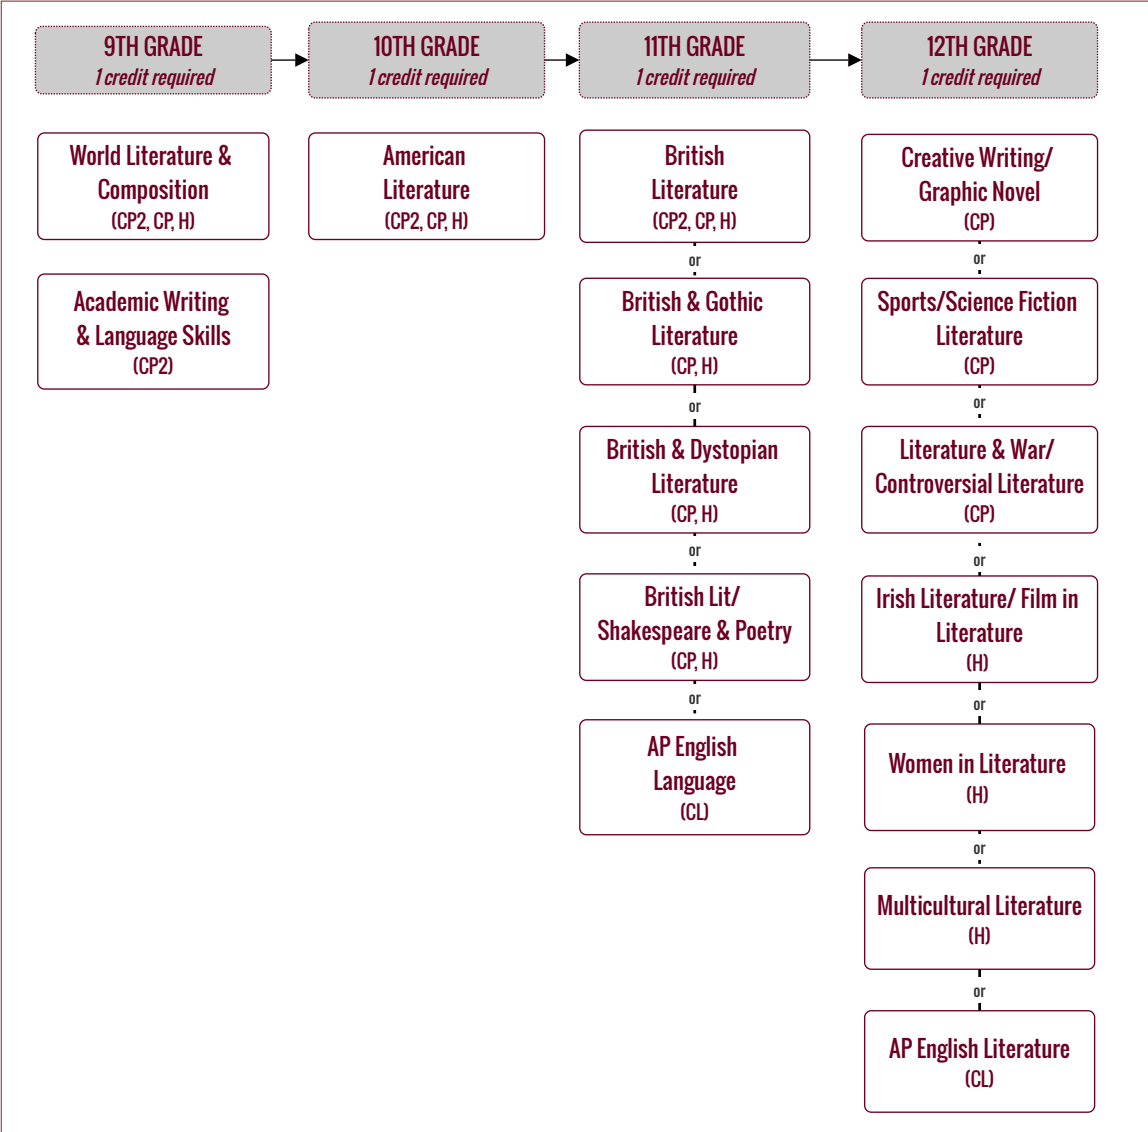 9TH GRADE
1 credit required
10TH GRADE
1 credit required
11TH GRADE
1 credit required
12TH GRADE
1 credit required
World Literature &
Composition
(CP2, CP, H)
Academic Writing
& Language Skills
(CP2)
American
Literature
(CP2, CP, H)
British
Literature
(CP2, CP, H)
or
British & Gothic
Literature
(CP, H)
or
British & Dystopian
Literature
(CP, H)
or
British Lit/
Shakespeare & Poetry
(CP, H)
or
AP English
Language
(CL)
Creative Writing/
Graphic Novel
(CP)
or
Sports/Science Fiction
Literature
(CP)
or
Literature & War/
Controversial Literature
(CP)
or
Irish Literature/ Film in
Literature
(H)
or
Women in Literature
(H)
or
Multicultural Literature
(H)
or
AP English Literature
(CL)